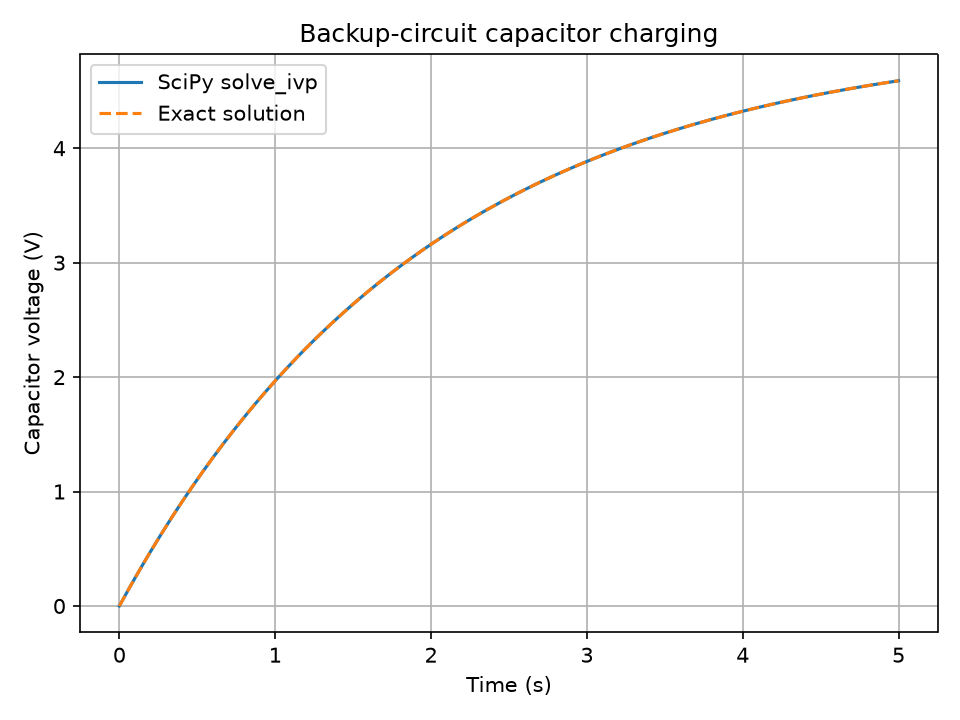 Backup-circuit capacitor charging
SciPy solve_ivp
Exact solution
Capacitor voltage (V)
4
3
2
1
0
0 1 2 3 4 5
Time (s)